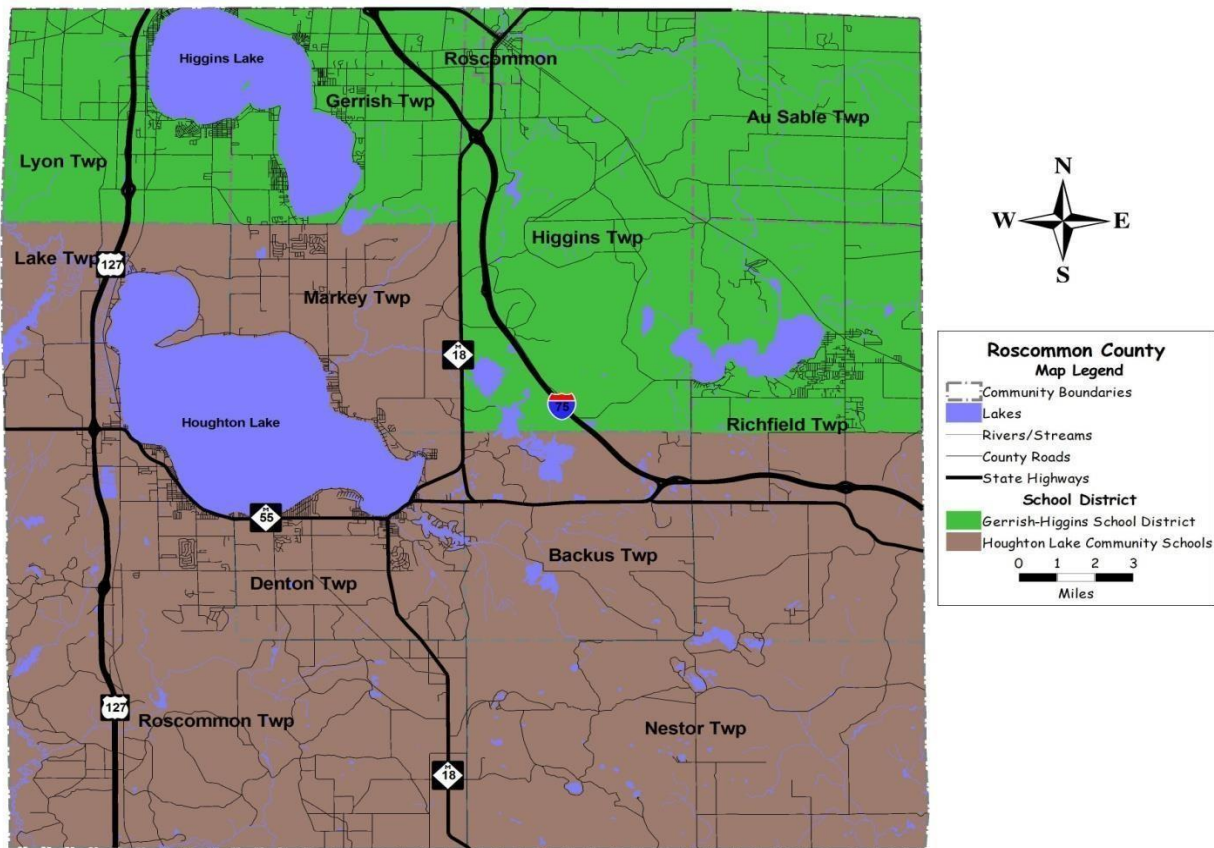 Higgins Lake
Roscommon
Gerrish Twp
Au Sable Twp
Lyon Twp
N
W E
S
Higgins Twp
Lake Twp
127
Markey Twp
M
18
75
Houghton Lake
Richfield Twp
M
55
Backus Twp
Denton Twp
127
Roscommon Twp
Nestor Twp
M
18
Roscommon County
Map Legend
Community Boundaries
Lakes
Rivers/Streams
County Roads
State Highways
School District
Gerrish-Higgins School District
Houghton Lake Community Schools
0 1 2 3
Miles